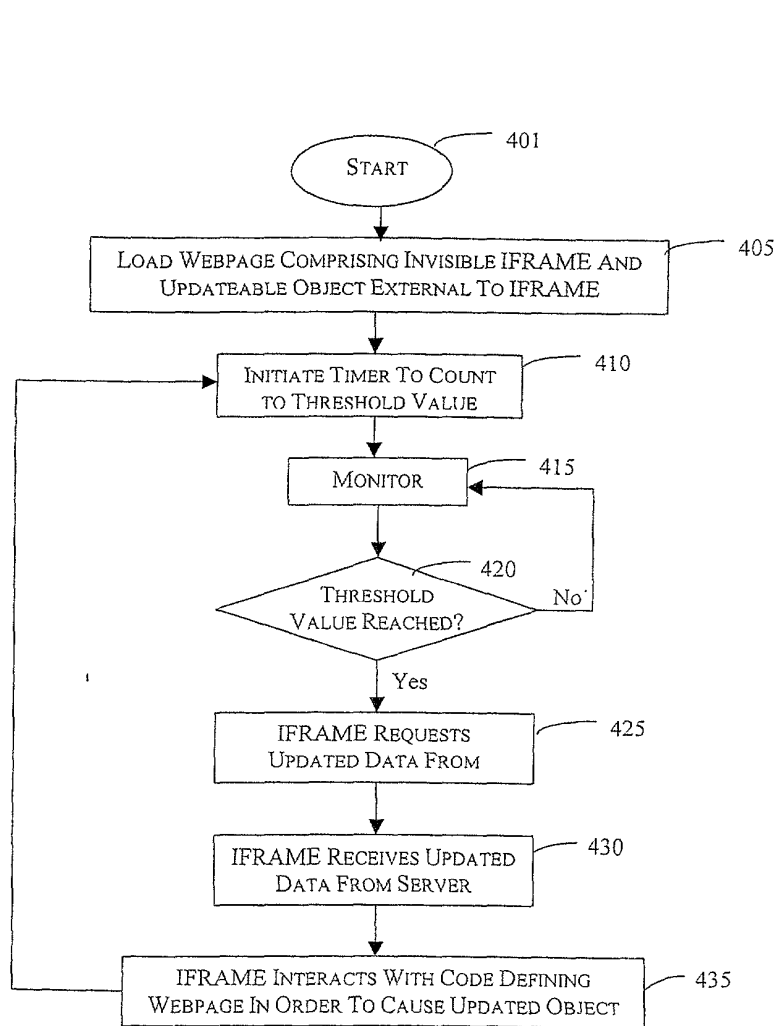 START
401
LOAD WEBPAGE COMPRISING INVISIBLE IFRAME AND
UPDATEABLE OBJECT EXTERNAL TO IFRAME
405
INITIATE TIMER TO COUNT
TO THRESHOLD VALUE
410
MONITOR
415
THRESHOLD
VALUE REACHED?
420
No
Yes
IFRAME REQUESTS
UPDATED DATA FROM
425
IFRAME RECEIVES UPDATED
DATA FROM SERVER
430
IFRAME INTERACTS WITH CODE DEFINING
WEBPAGE IN ORDER TO CAUSE UPDATED OBJECT
435